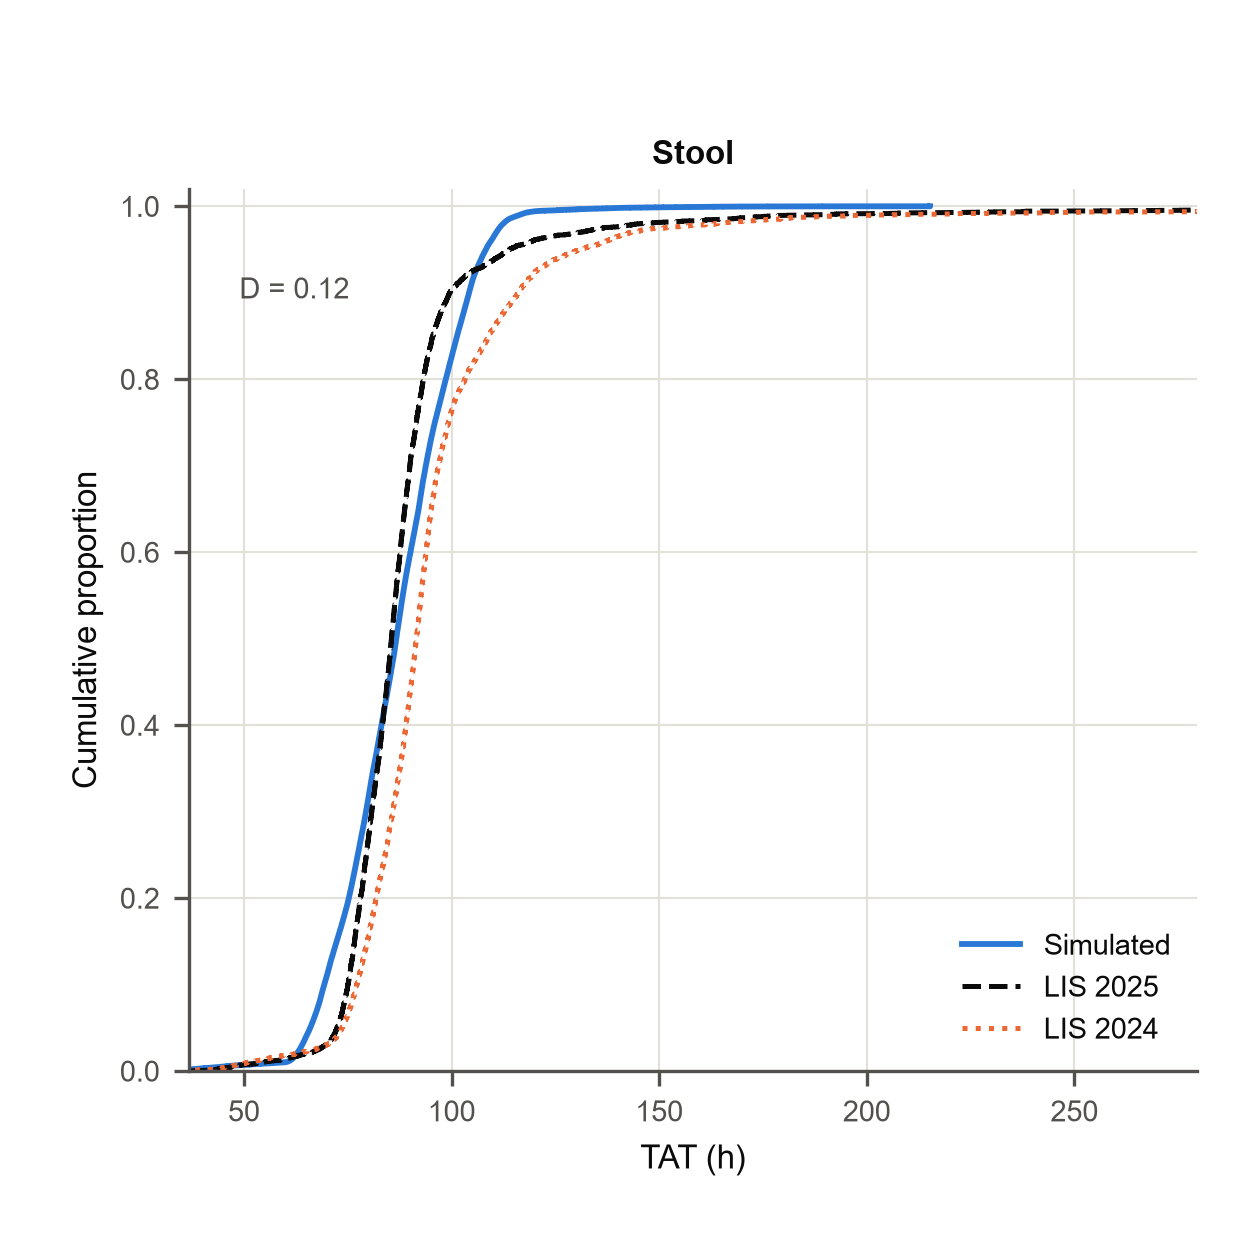 Stool
1.0
D = 0.12
0.8
0.6
Cumulative proportion
0.4
0.2
Simulated
LIS 2025
LIS 2024
0.0
50 100 150 200 250
TAT (h)